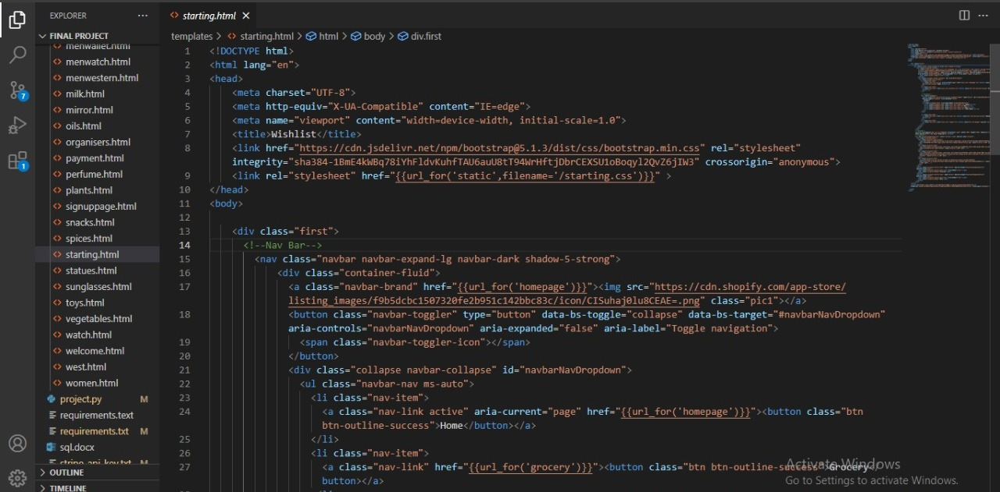 EXPLORER
FINAL PROJECT
menwallet.html
menwatch.html
menwestern.html
milk.html
mirror.html
oils.html
organisers.html
payment.html
perfume.html
plants.html
signuppage.html
snacks.html
spices.html
starting.html
statues.html
sunglasses.html
toys.html
vegetables.html
watch.html
welcome.html
west.html
women.html
project.py M
requirements.text
requirements.txt M
sql.docx
stripe_api_key.txt M
OUTLINE
TIMELINE
7
1
starting.html
templates > starting.html > html > body > div.first
1 <!DOCTYPE html>
2 <html lang="en">
3 <head>
4 <meta charset="UTF-8">
5 <meta http-equiv="X-UA-Compatible" content="IE=edge">
6 <meta name="viewport" content="width=device-width, initial-scale=1.0">
7 <title>Wishlist</title>
8 <link href="https://cdn.jsdelivr.net/npm/bootstrap@5.1.3/dist/css/bootstrap.min.css" rel="stylesheet"
integrity="sha384-1BmE4kWBq78iYhFldvKuhfTAU6auU8tT94WrHftjDbrCEXSU1oBoqyl2QvZ6jIW3" crossorigin="anonymous">
9 <link rel="stylesheet" href="{{url_for('static',filename='/starting.css')}}" >
10 </head>
11 <body>
12
13 <div class="first">
14 <!--Nav Bar-->
15 <nav class="navbar navbar-expand-lg navbar-dark shadow-5-strong">
16 <div class="container-fluid">
17 <a class="navbar-brand" href="{{url_for('homepage')}}"><img src="https://cdn.shopify.com/app-store/
listing_images/f9b5dcbc1507320fe2b951c142bbc83c/icon/CISuhaj0lu8CEAE=.png" class="pic1"></a>
18 <button class="navbar-toggler" type="button" data-bs-toggle="collapse" data-bs-target="#navbarNavDropdown"
aria-controls="navbarNavDropdown" aria-expanded="false" aria-label="Toggle navigation">
19 <span class="navbar-toggler-icon"></span>
20 </button>
21 <div class="collapse navbar-collapse" id="navbarNavDropdown">
22 <ul class="navbar-nav ms-auto">
23 <li class="nav-item">
24 <a class="nav-link active" aria-current="page" href="{{url_for('homepage')}}"><button class="btn
btn-outline-success">Home</button></a>
25 </li>
26 <li class="nav-item">
27 <a class="nav-link" href="{{url_for('grocery')}}"><button class="btn btn-outline-success">Grocery</
button></a>
Activate Windows
Go to Settings to activate Windows.